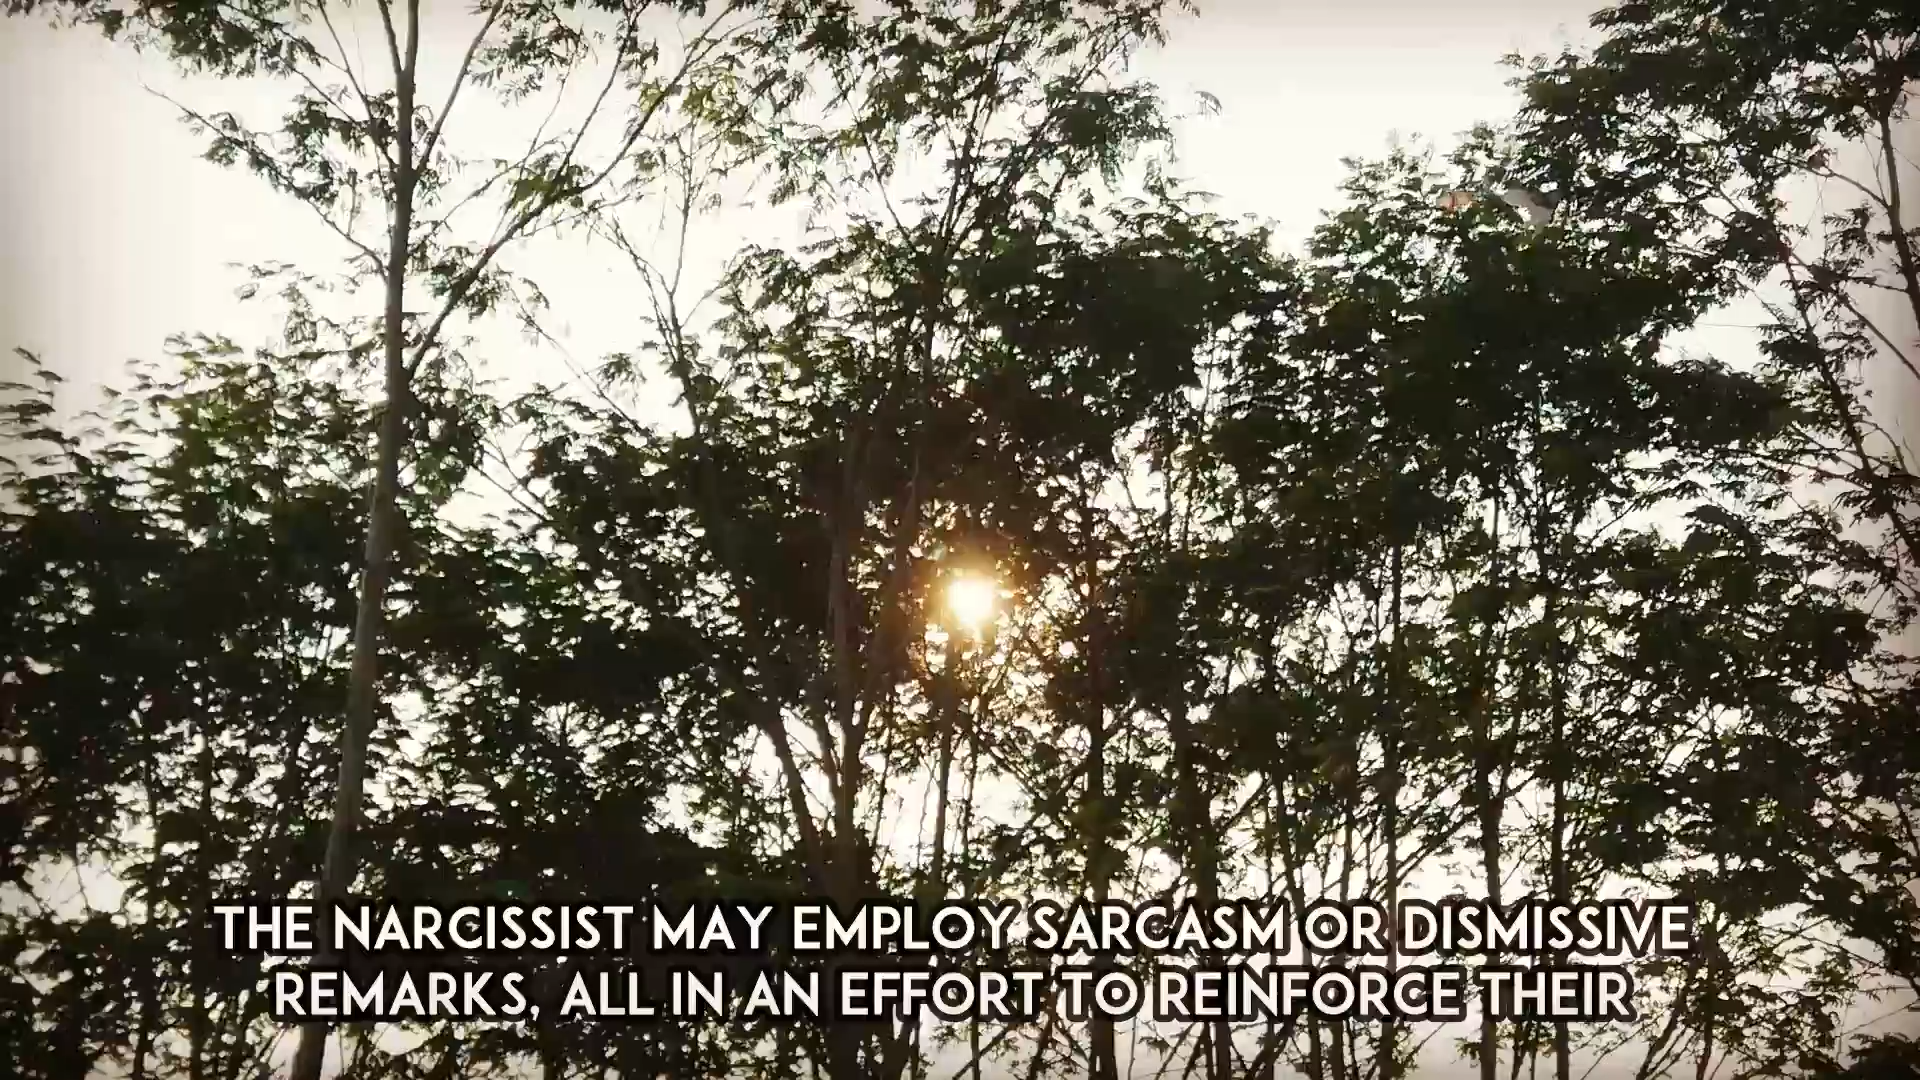 THE NARCISSIST MAY EMPLOY SARCASM OR DISMISSIVE
REMARKS, ALL IN AN EFFORT TO REINFORCE THEIR